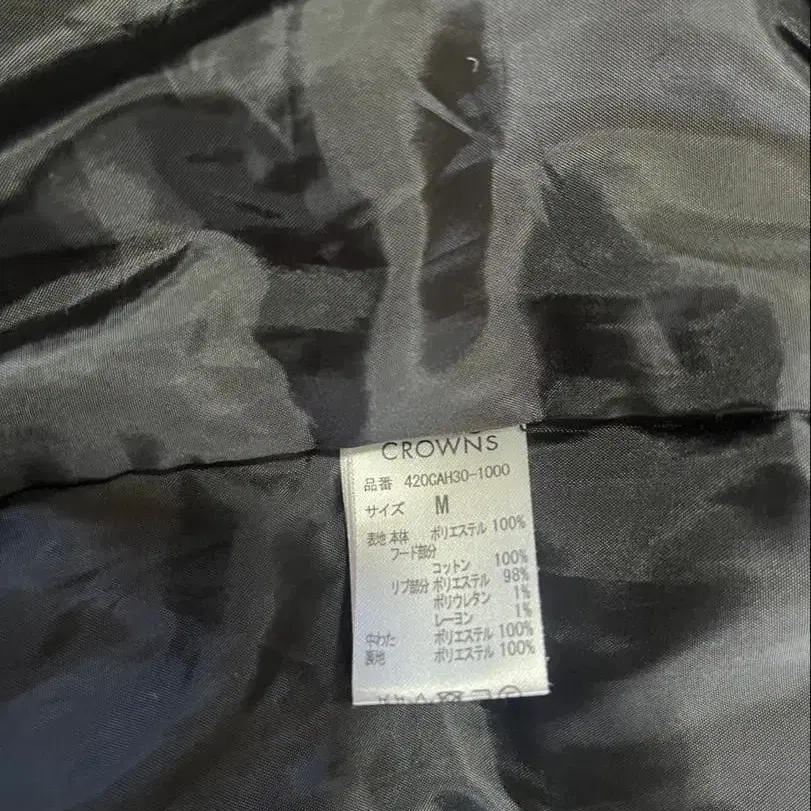 CROWNS
品番 420CAH30-1000
サイズ M
表地 本体 ポリエステル 100%
フード部分
コットン 100%
リブ部分 ポリエステル 98%
ポリウレタン 1%
レーヨン 1%
中わた ポリエステル 100%
裏地 ポリエステル 100%